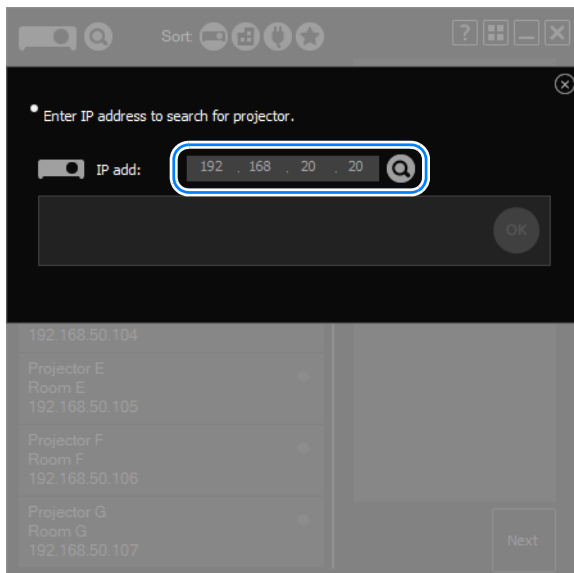 Sort:
?
Enter IP address to search for projector.
IP add: 192 . 168 . 20 . 20
OK
192.168.50.104
Projector E
Room E
192.168.50.105
Projector F
Room F
192.168.50.106
Projector G
Room G
192.168.50.107
Next